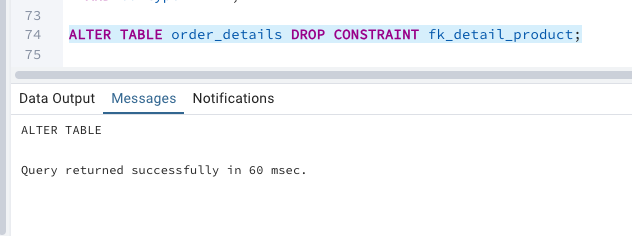 73
74 ALTER TABLE order_details DROP CONSTRAINT fk_detail_product;
75
Data Output Messages Notifications
ALTER TABLE
Query returned successfully in 60 msec.